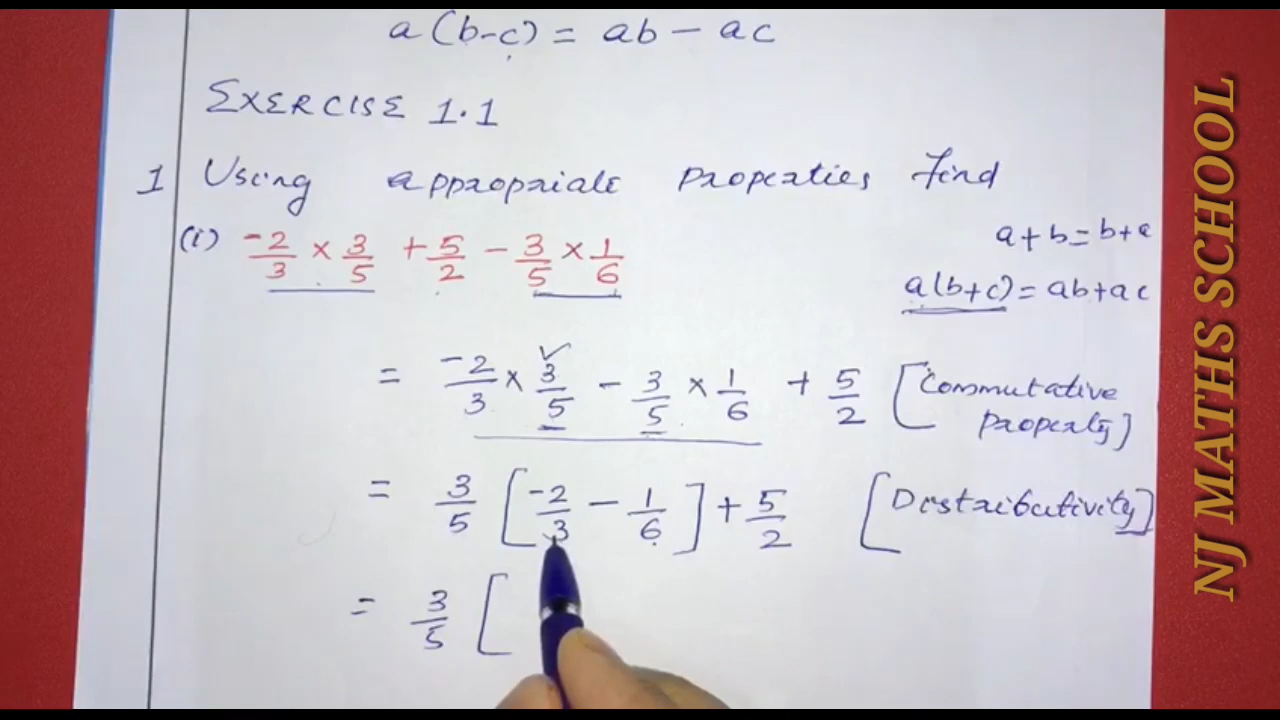 a(b-c) = ab - ac
EXERCISE 1.1
1 Using appropriate properties find
(i) -2/3 × 3/5 + 5/2 - 3/5 × 1/6
a+b=b+a
a(b+c)=ab+ac
= -2/3 × 3/5 - 3/5 × 1/6 + 5/2 [Commutative
property]
= 3/5 [-2/3 - 1/6] + 5/2 [Distributivity]
= 3/5 [
NJ MATHS SCHOOL